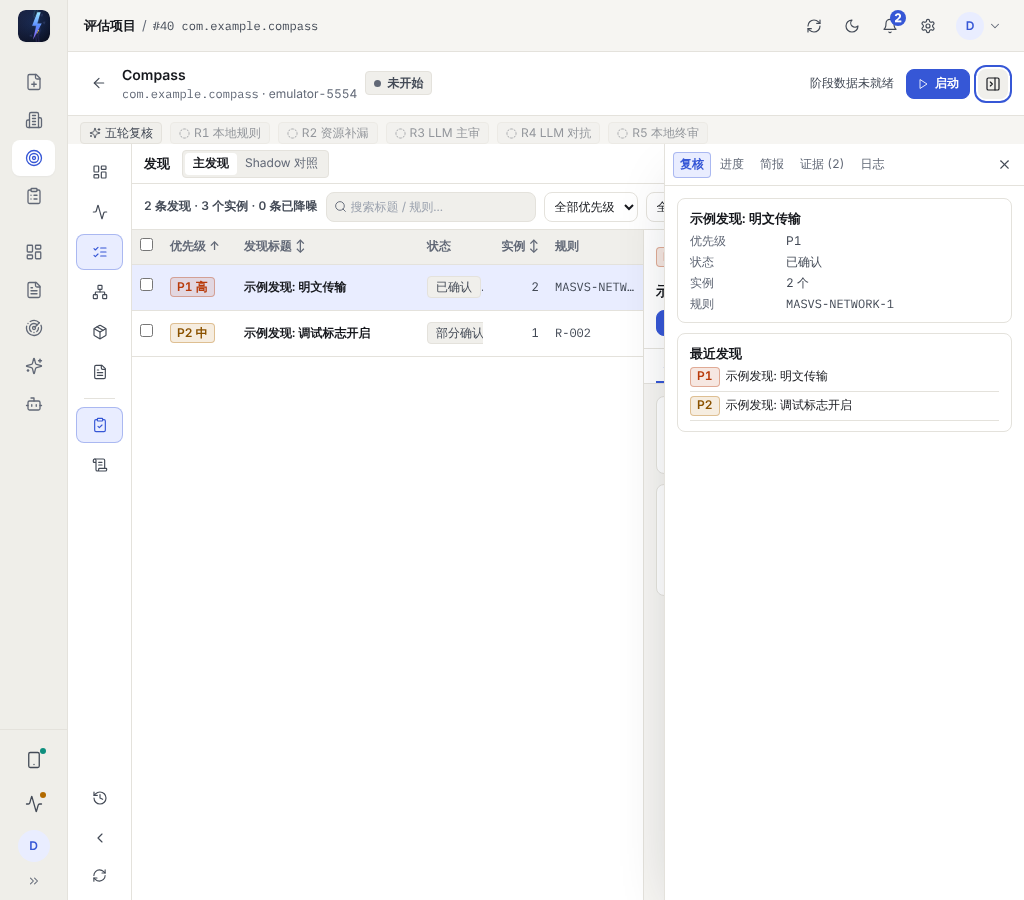 评估项目 / #40 com.example.compass
2
D
Compass
com.example.compass · emulator-5554
未开始
阶段数据未就绪
启动
五轮复核
R1 本地规则
R2 资源补漏
R3 LLM 主审
R4 LLM 对抗
R5 本地终审
发现
主发现
Shadow 对照
2 条发现 · 3 个实例 · 0 条已降噪
搜索标题 / 规则...
全部优先级
优先级
发现标题
状态
实例
规则
P1 高
示例发现: 明文传输
已确认
2
MASVS-NETW…
P2 中
示例发现: 调试标志开启
部分确认
1
R-002
复核
进度
简报
证据 (2)
日志
示例发现: 明文传输
优先级
P1
状态
已确认
实例
2 个
规则
MASVS-NETWORK-1
最近发现
P1
示例发现: 明文传输
P2
示例发现: 调试标志开启
D